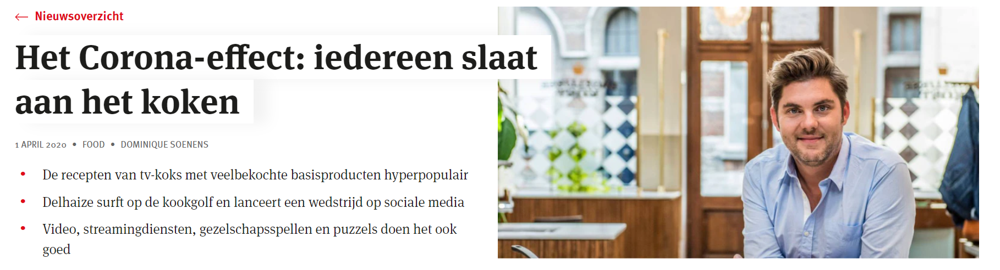 ← Nieuwsoverzicht
Het Corona-effect: iedereen slaat
aan het koken
1 APRIL 2020 • FOOD • DOMINIQUE SOENENS
• De recepten van tv-koks met veelbekochte basisproducten hyperpopulair
• Delhaize surft op de kookgolf en lanceert een wedstrijd op sociale media
• Video, streamingdiensten, gezelschapsspellen en puzzels doen het ook
goed